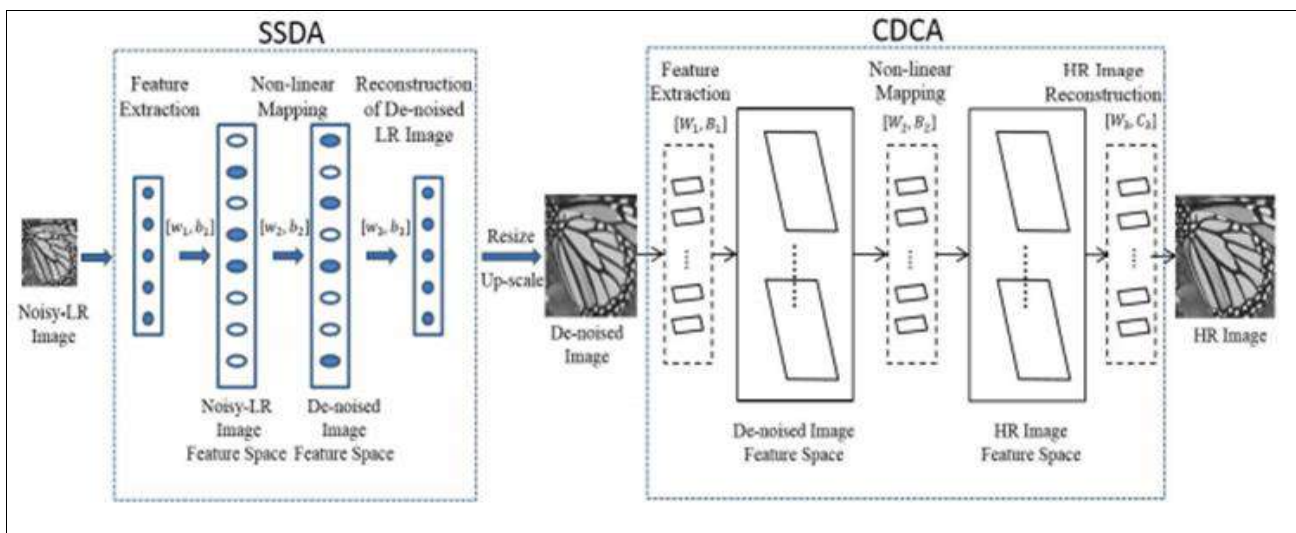 SSDA
Feature
Extraction
Non-linear
Mapping
Reconstruction
of De-noised
LR Image
[w₁, b₁]
[w₂, b₂]
[w₃, b₃]
Noisy-LR
Image
Noisy-LR
Image
Feature Space
De-noised
Image
Feature Space
Resize
Up-scale
De-noised
Image
CDCA
Feature
Extraction
[W₁, B₁]
Non-linear
Mapping
[W₂, B₂]
HR Image
Reconstruction
De-noised Image
Feature Space
HR Image
Feature Space
HR Image